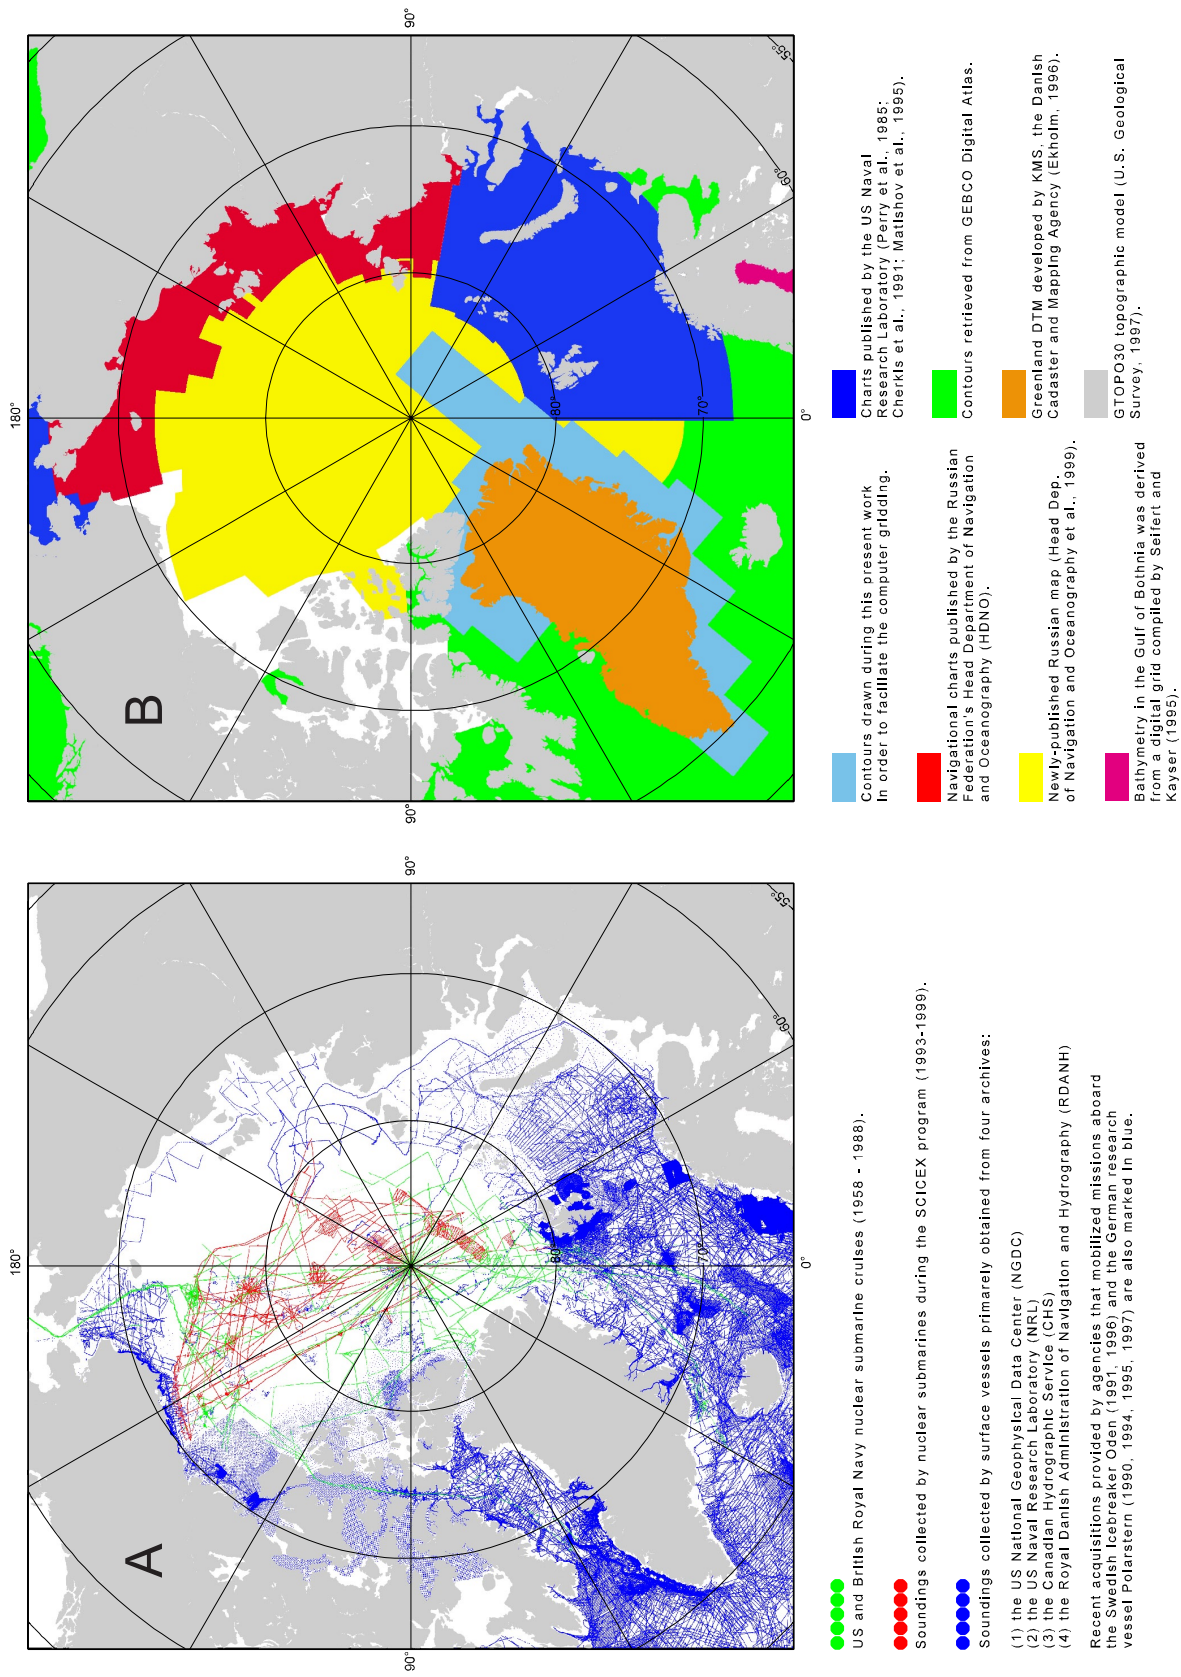 A
180°
90°
90°
0°
80°
70°
60°
55°
US and British Royal Navy nuclear submarine cruises (1958 - 1988).
Soundings collected by nuclear submarines during the SCICEX program (1993-1999).
Soundings collected by surface vessels primarely obtained from four archives:
(1) the US National Geophysical Data Center (NGDC)
(2) the US Naval Research Laboratory (NRL)
(3) the Canadian Hydrographic Service (CHS)
(4) the Royal Danish Administration of Navigation and Hydrography (RDANH)
Recent acquisitions provided by agencies that mobilized missions aboard
the Swedish Icebreaker Oden (1991, 1996) and the German research
vessel Polarstern (1990, 1994, 1995, 1997) are also marked in blue.
B
180°
90°
90°
0°
80°
70°
60°
55°
Contours drawn during this present work
in order to faciliate the computer gridding.
Navigational charts published by the Russian
Federation's Head Department of Navigation
and Oceanography (HDNO).
Newly-published Russian map (Head Dep.
of Navigation and Oceanography et al., 1999).
Bathymetry in the Gulf of Bothnia was derived
from a digital grid compiled by Seifert and
Kayser (1995).
Charts published by the US Naval
Research Laboratory (Perry et al., 1985;
Cherkis et al., 1991; Matishov et al., 1995).
Contours retrieved from GEBCO Digital Atlas.
Greenland DTM developed by KMS, the Danish
Cadaster and Mapping Agency (Ekholm, 1996).
GTOPO30 topographic model (U.S. Geological
Survey, 1997).